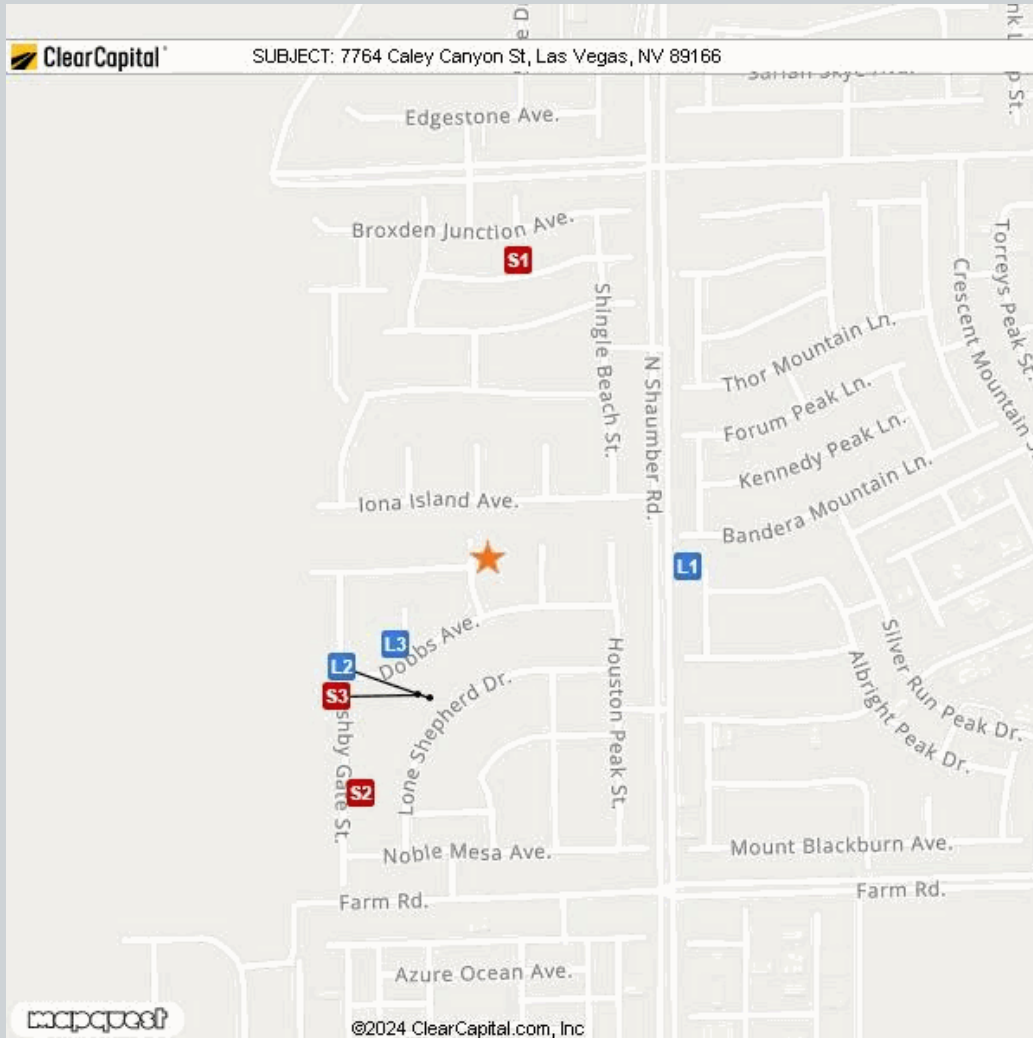 ClearCapital
SUBJECT: 7764 Caley Canyon St, Las Vegas, NV 89166
Edgestone Ave.
Broxden Junction Ave.
S1
Shingle Beach St.
N Shaumber Rd.
Torreys Peak St.
Crescent Mountain
Thor Mountain Ln.
Forum Peak Ln.
Kennedy Peak Ln.
Bandera Mountain Ln.
Iona Island Ave.
L1
L3
Dobbs Ave.
L2
S3
Lone Shepherd Dr.
Houston Peak St.
Silver Run Peak Dr.
Albright Peak Dr.
shby Gate St.
S2
Noble Mesa Ave.
Mount Blackburn Ave.
Farm Rd.
Farm Rd.
Azure Ocean Ave.
mapquest
©2024 ClearCapital.com, Inc